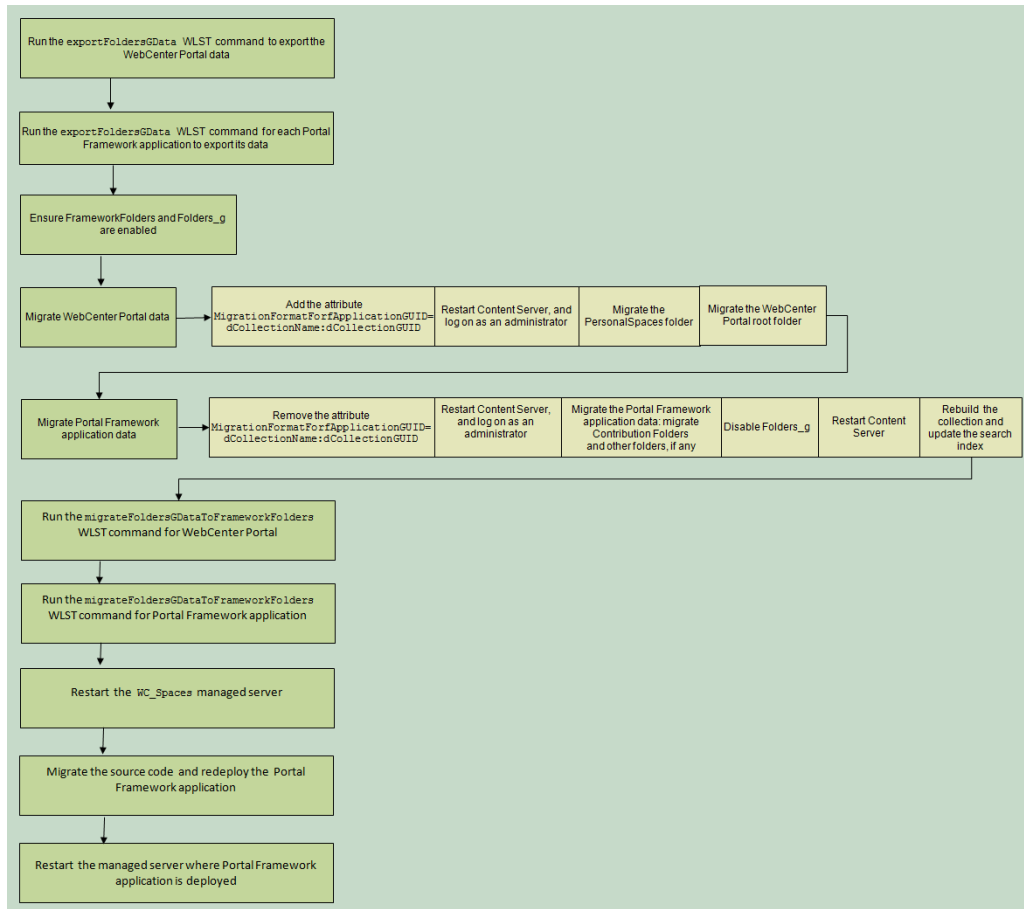 Run the exportFoldersGData WLST command to export the
WebCenter Portal data
Run the exportFoldersGData WLST command for each Portal
Framework application to export its data
Ensure FrameworkFolders and Folders_g
are enabled
Migrate WebCenter Portal data
Add the attribute
MigrationFormatForfApplicationGUID=
dCollectionName:dCollectionGUID
Restart Content Server, and
log on as an administrator
Migrate the
PersonalSpaces folder
Migrate the WebCenter
Portal root folder
Migrate Portal Framework
application data
Remove the attribute
MigrationFormatForfApplicationGUID=
dCollectionName:dCollectionGUID
Restart Content Server,
and log on as an
administrator
Migrate the Portal Framework
application data: migrate
Contribution Folders
and other folders, if any
Disable Folders_g
Restart Content
Server
Rebuild the
collection and
update the search
index
Run the migrateFoldersGDataToFrameworkFolders
WLST command for WebCenter Portal
Run the migrateFoldersGDataToFrameworkFolders
WLST command for Portal Framework application
Restart the WC_Spaces managed server
Migrate the source code and redeploy the Portal
Framework application
Restart the managed server where Portal Framework
application is deployed